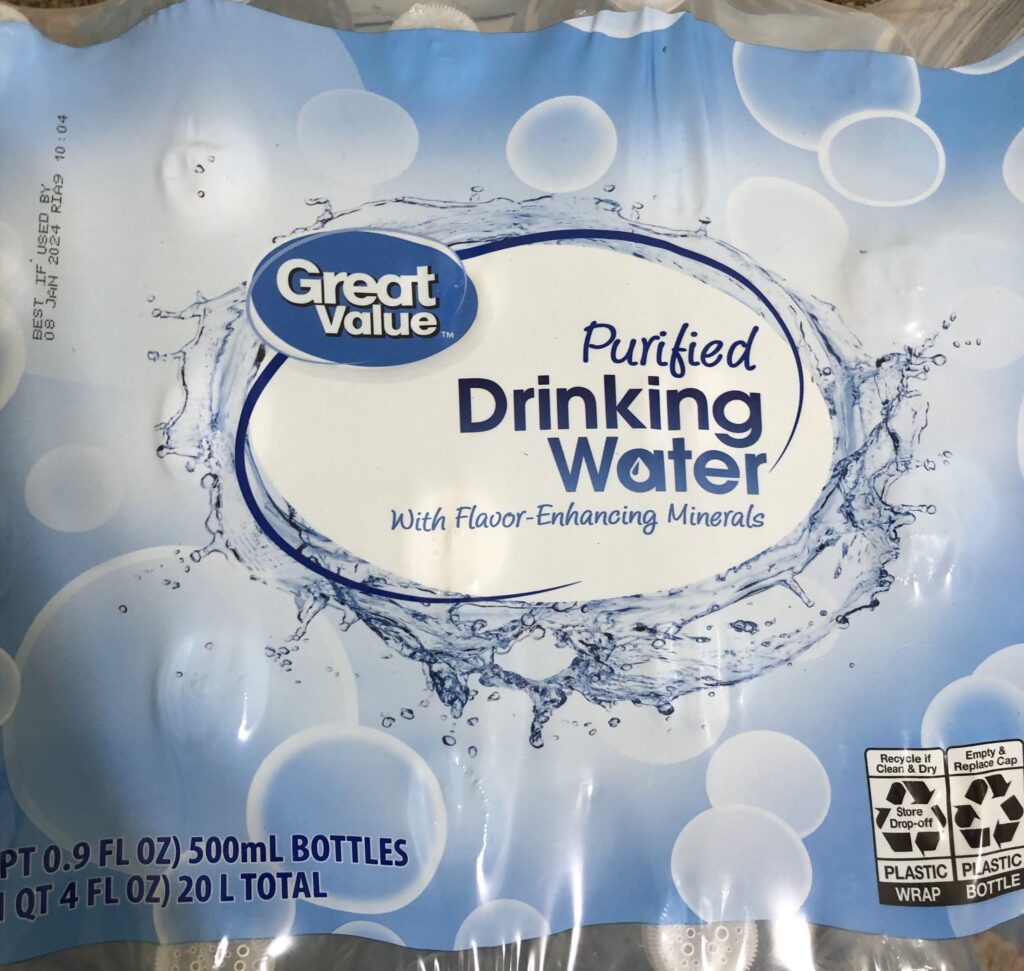 BEST IF USED BY
08 JAN 2024 RIA9 10:04
Great
Value™
Purified
Drinking
Water
With Flavor-Enhancing Minerals
PT 0.9 FL OZ) 500mL BOTTLES
QT 4 FL OZ) 20 L TOTAL
Recycle if
Clean & Dry
Store
Drop-off
PLASTIC
WRAP
Empty &
Replace Cap
PLASTIC
BOTTLE